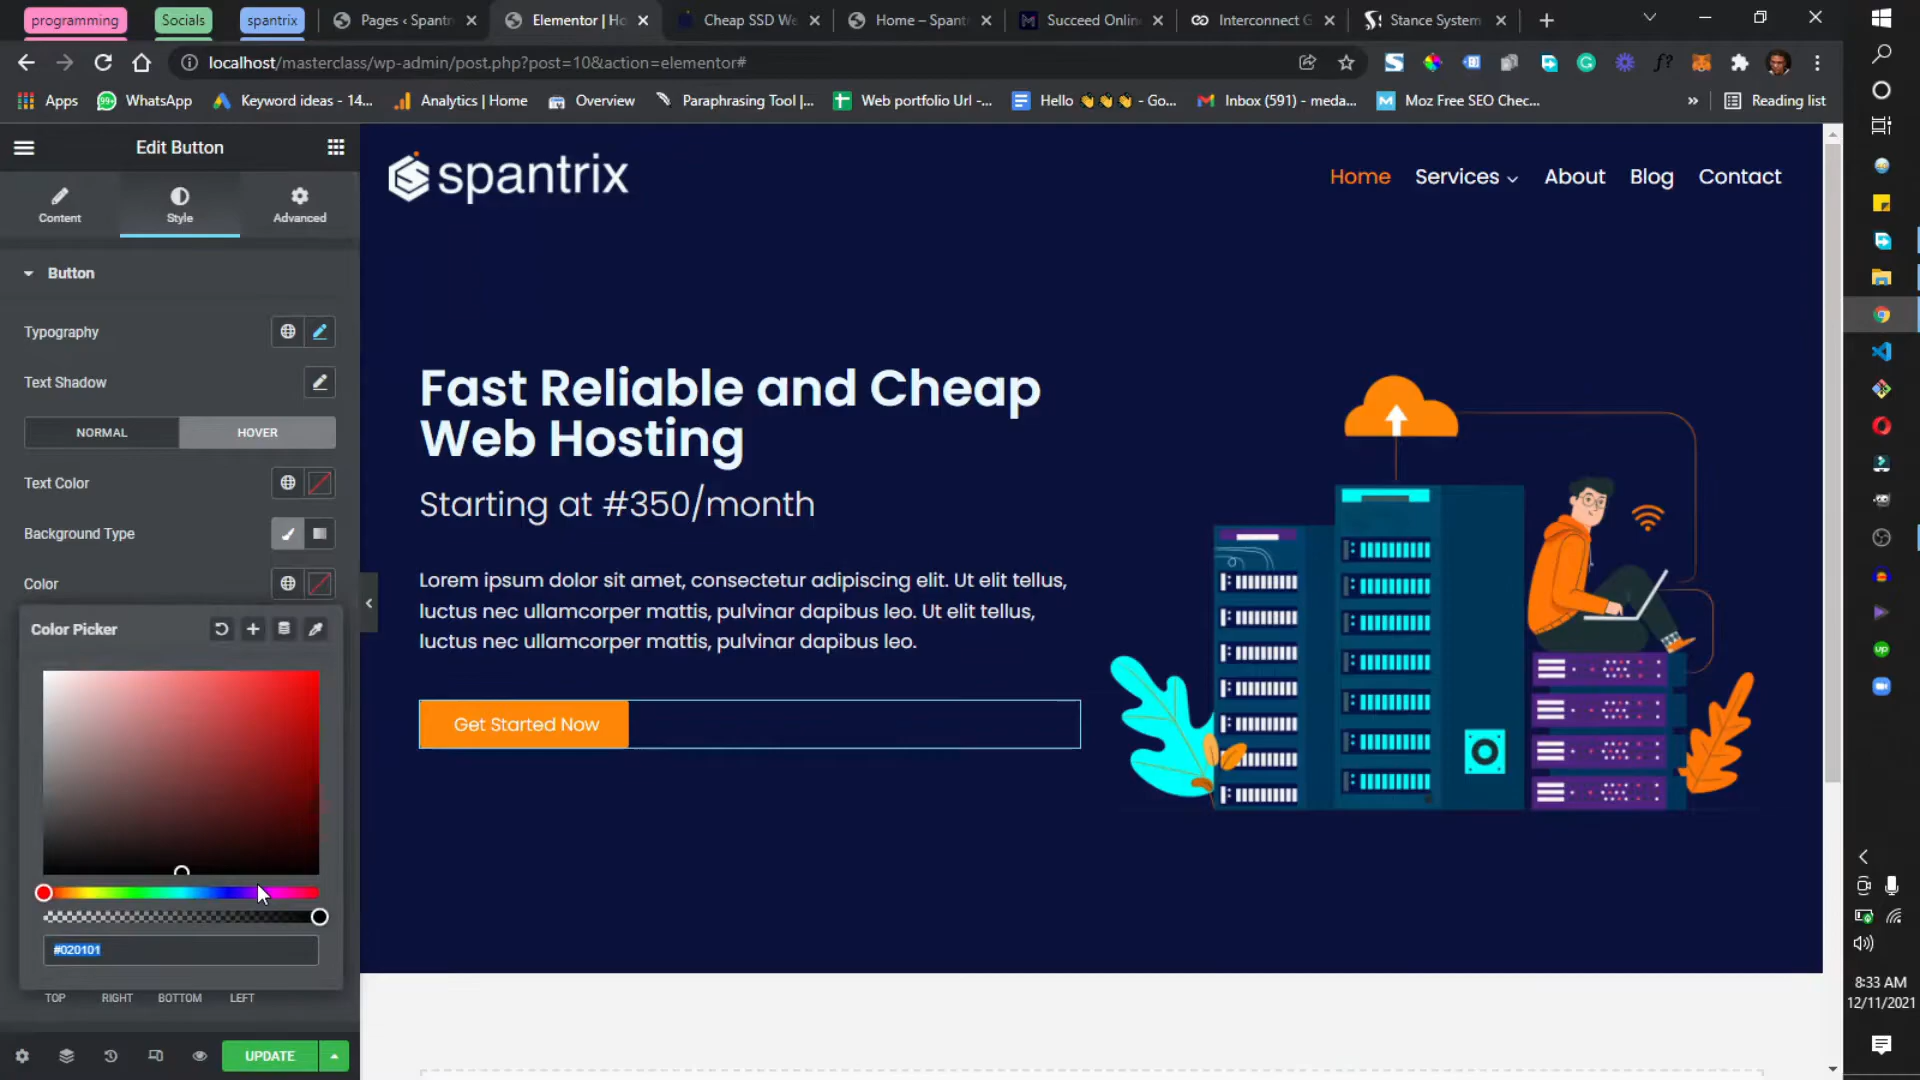 programming
Socials
spantrix
Pages ‹ Spantr
Elementor | Ho
Cheap SSD We
Home – Spant
Succeed Onlin
Interconnect G
Stance System
localhost/masterclass/wp-admin/post.php?post=10&action=elementor#
Apps
WhatsApp
Keyword ideas - 14...
Analytics | Home
Overview
Paraphrasing Tool |...
Web portfolio Url -...
Hello 👋👋👋 - Go...
Inbox (591) - meda...
Moz Free SEO Chec...
»
Reading list
Edit Button
Content
Style
Advanced
Button
Typography
Text Shadow
NORMAL
HOVER
Text Color
Background Type
Color
Color Picker
#020101
TOP
RIGHT
BOTTOM
LEFT
UPDATE
spantrix
Home
Services
About
Blog
Contact
Fast Reliable and Cheap
Web Hosting
Starting at #350/month
Lorem ipsum dolor sit amet, consectetur adipiscing elit. Ut elit tellus,
luctus nec ullamcorper mattis, pulvinar dapibus leo. Ut elit tellus,
luctus nec ullamcorper mattis, pulvinar dapibus leo.
Get Started Now
8:33 AM
12/11/2021